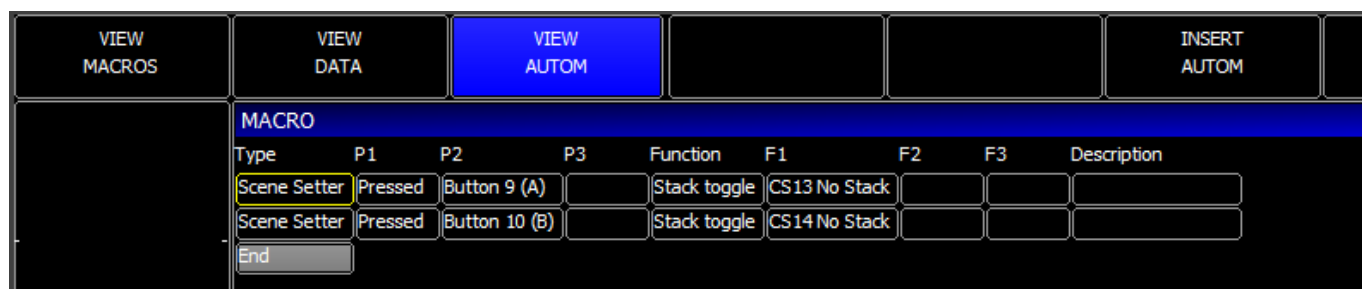 VIEW MACROS
VIEW DATA
VIEW AUTOM
INSERT AUTOM
MACRO
Type P1 P2 P3 Function F1 F2 F3 Description
Scene Setter Pressed Button 9 (A) Stack toggle CS13 No Stack
Scene Setter Pressed Button 10 (B) Stack toggle CS14 No Stack
End